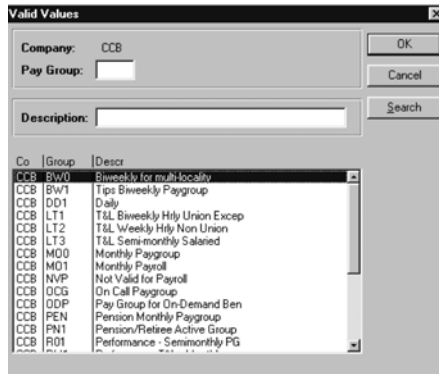 Valid Values
Company: CCB
OK
Pay Group:
Cancel
Search
Description:
Co Group Descr
CCB BW0 Biweekly for multi-locality
CCB BW1 Tips Biweekly Paygroup
CCB DD1 Daily
CCB LT1 T&L Biweekly Hrly Union Excep
CCB LT2 T&L Weekly Hrly Non Union
CCB LT3 T&L Semi-monthly Salaried
CCB MO0 Monthly Paygroup
CCB MO1 Monthly Payroll
CCB NVP Not Valid for Payroll
CCB OCG On Call Paygroup
CCB ODP Pay Group for On-Demand Ben
CCB PEN Pension Monthly Paygroup
CCB PN1 Pension/Retiree Active Group
CCB R01 Performance - Semimonthly PG